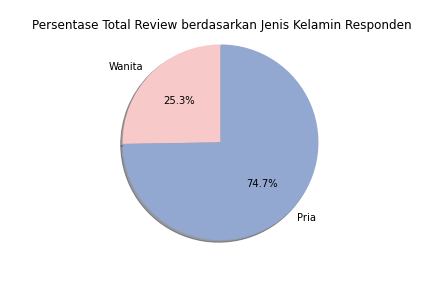 Persentase Total Review berdasarkan Jenis Kelamin Responden
Wanita
25.3%
74.7%
Pria